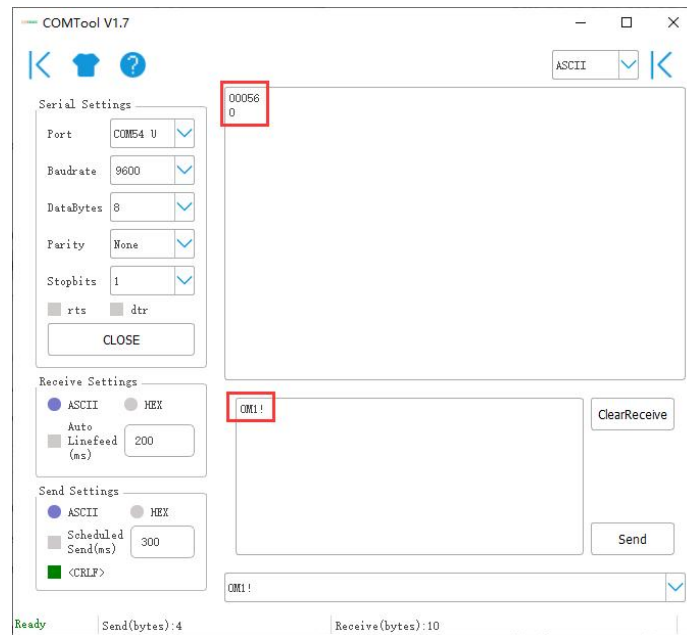 COMTool V1.7
ASCII
Serial Settings
Port COM54 U
Baudrate 9600
DataBytes 8
Parity None
Stopbits 1
rts dtr
CLOSE
Receive Settings
ASCII HEX
Auto
Linefeed
(ms)
200
Send Settings
ASCII HEX
Scheduled
Send(ms)
300
<CRLF>
00056
0
0M1!
ClearReceive
Send
0M1!
Ready Send(bytes):4 Receive(bytes):10